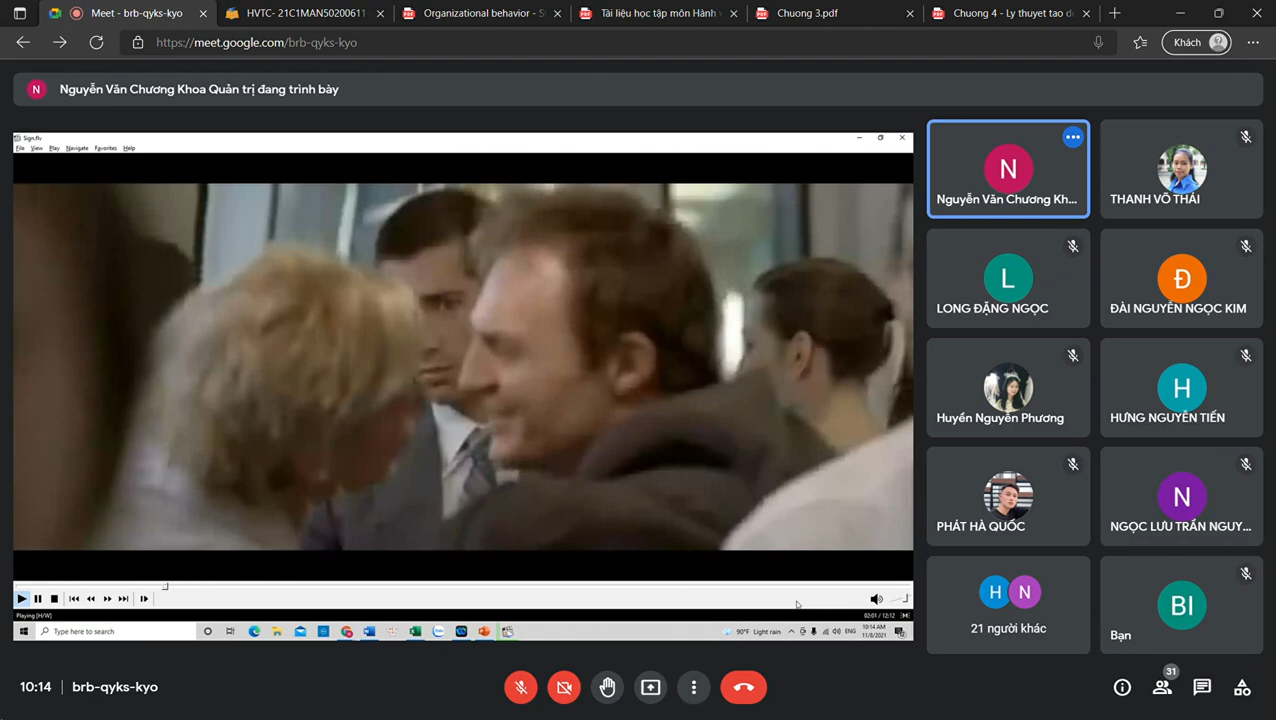 Meet - brb-qyks-kyo
HVTC- 21C1MAN50200611
Organizational behavior - S
Tài liệu học tập môn Hành v
Chuong 3.pdf
Chuong 4 - Ly thuyet tao đ
https://meet.google.com/brb-qyks-kyo
Khách
N
Nguyễn Văn Chương Khoa Quản trị đang trình bày
Sign.flv
File View Play Navigate Favorites Help
Playing [H/W]
02:01 / 12:12
Type here to search
90°F Light rain
ENG
10:14 AM
11/8/2021
N
Nguyễn Văn Chương Kh...
THANH VÕ THÁI
L
LONG ĐẶNG NGỌC
Đ
ĐÀI NGUYỄN NGỌC KIM
Huyền Nguyễn Phương
H
HƯNG NGUYỄN TIẾN
PHÁT HÀ QUỐC
N
NGỌC LƯU TRẦN NGUY...
H N
21 người khác
BI
Bạn
10:14 | brb-qyks-kyo
31